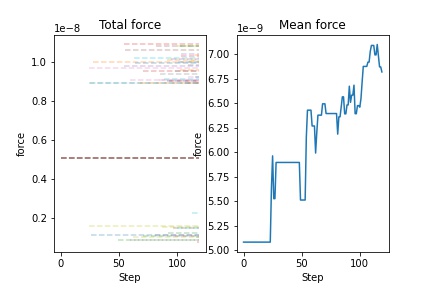 Total force
1e−8
force
1.0
0.8
0.6
0.4
0.2
0
50
100
Step
Mean force
1e−9
force
7.00
6.75
6.50
6.25
6.00
5.75
5.50
5.25
5.00
0
50
100
Step